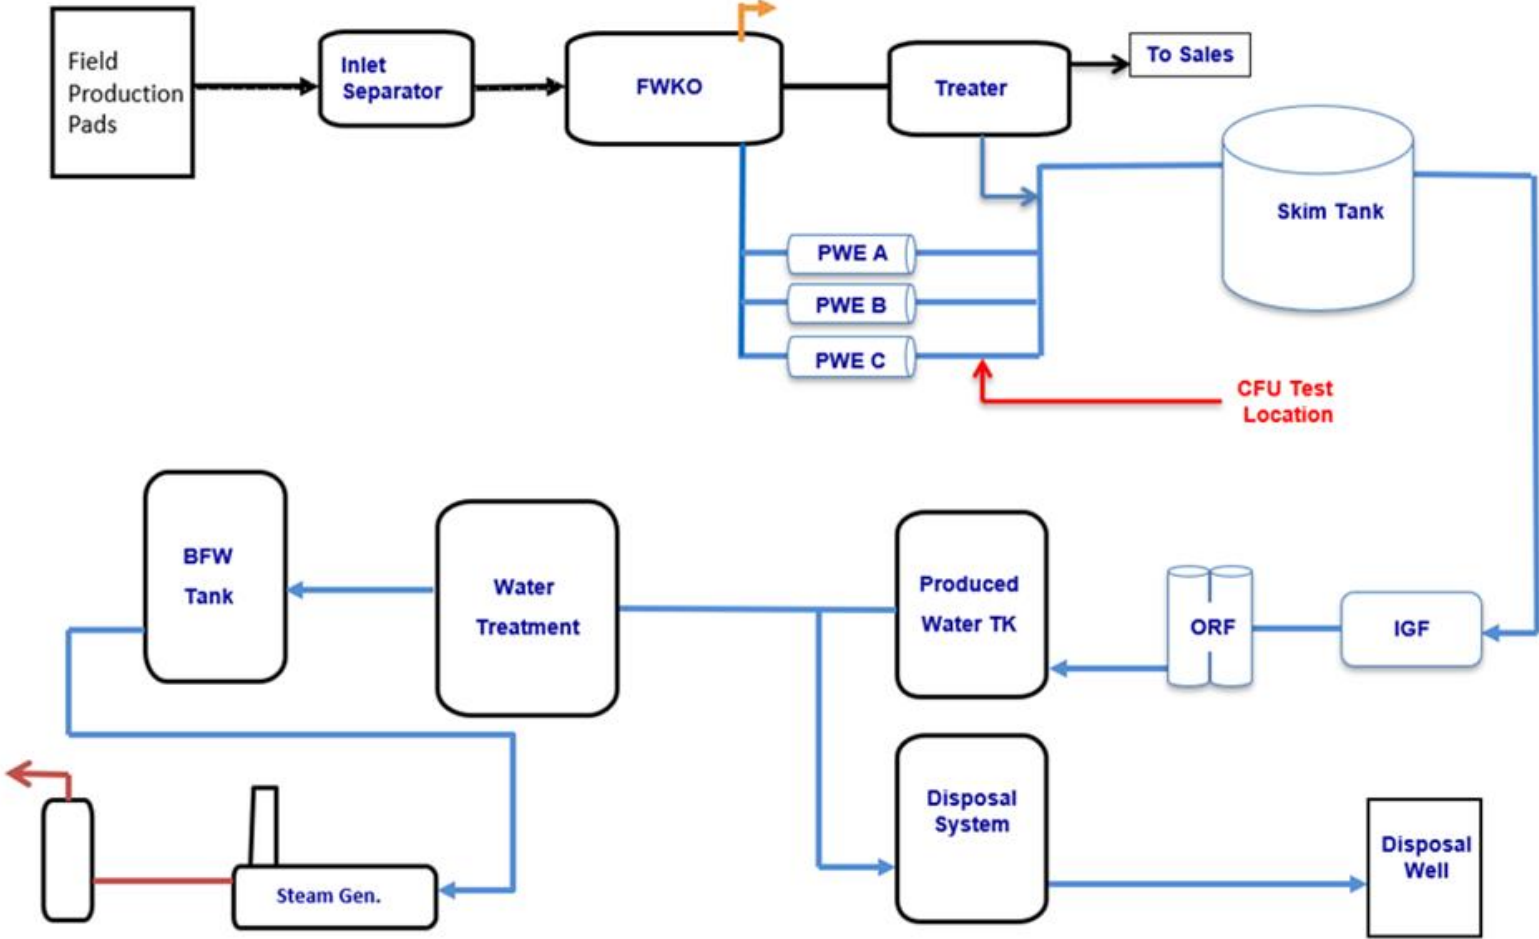 Field
Production
Pads
Inlet
Separator
FWKO
Treater
To Sales
Skim Tank
PWE A
PWE B
PWE C
CFU Test
Location
BFW
Tank
Water
Treatment
Produced
Water TK
ORF
IGF
Disposal
System
Disposal
Well
Steam Gen.